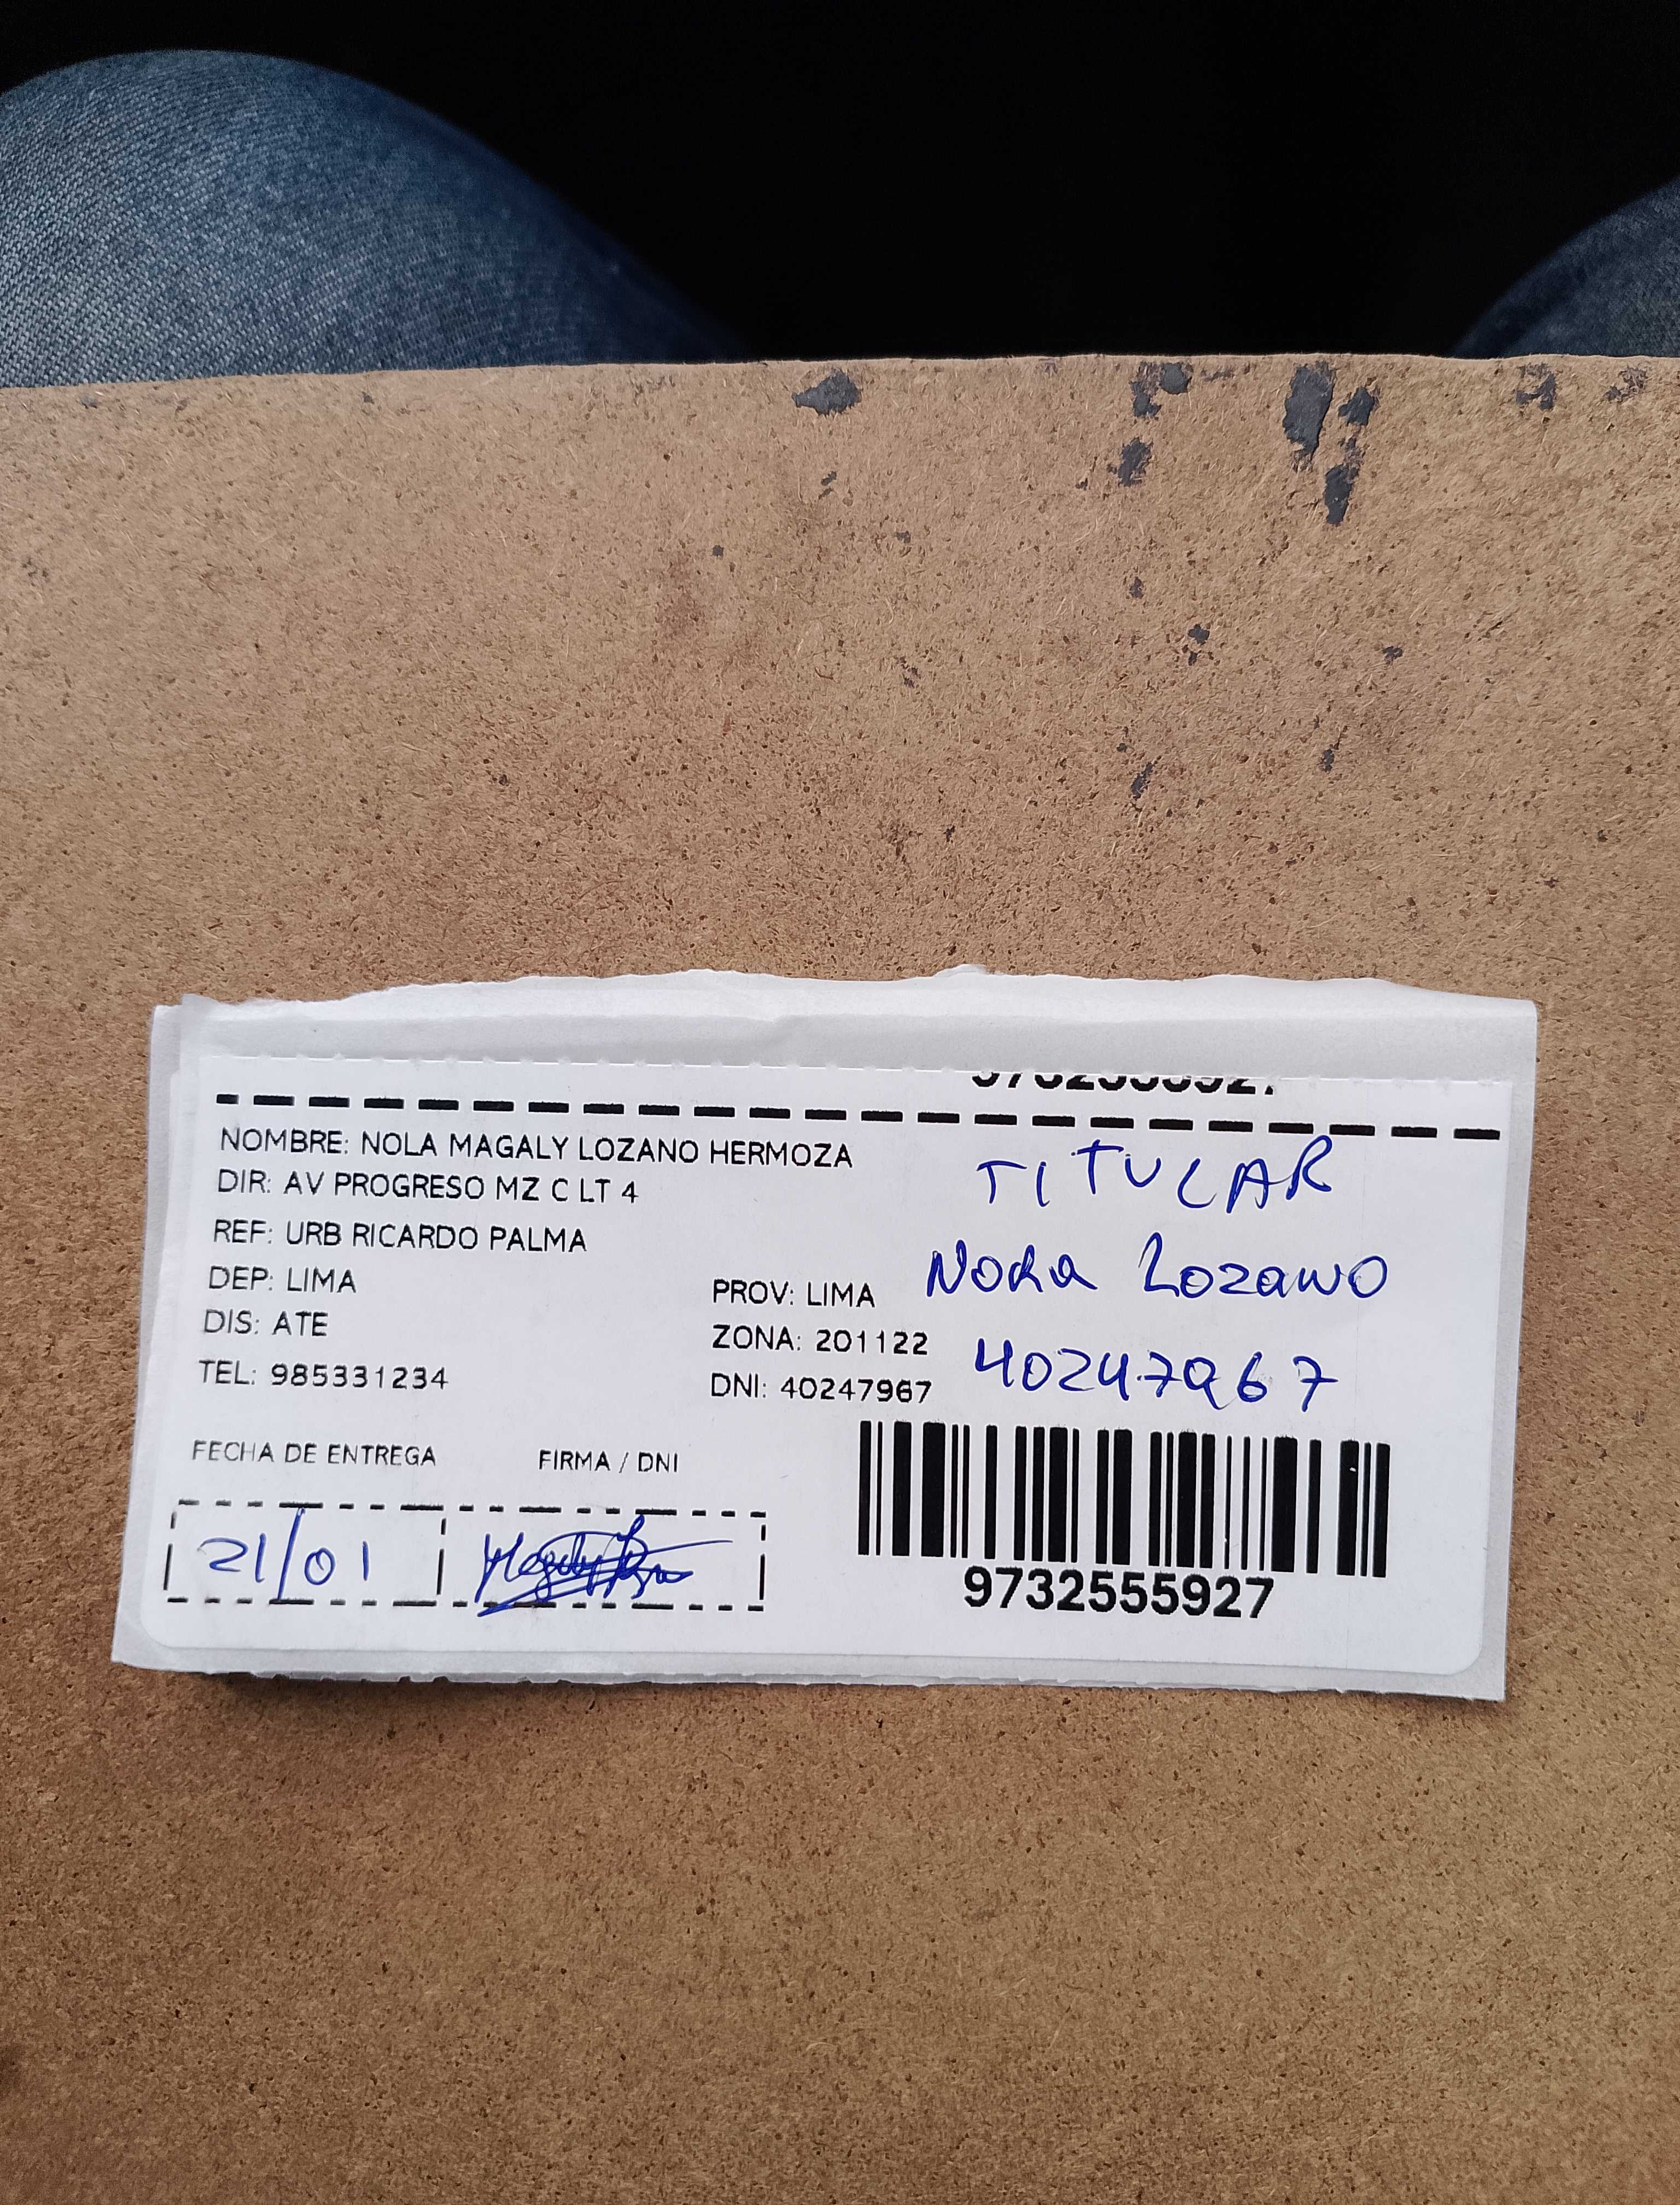 NOMBRE: NOLA MAGALY LOZANO HERMOZA
TITULAR
DIR: AV PROGRESO MZ C LT 4
REF: URB RICARDO PALMA
Nora Lozano
DEP: LIMA PROV: LIMA
DIS: ATE ZONA: 201122
TEL: 985331234 DNI: 40247967
40247967
FECHA DE ENTREGA FIRMA / DNI
21/01
9732555927